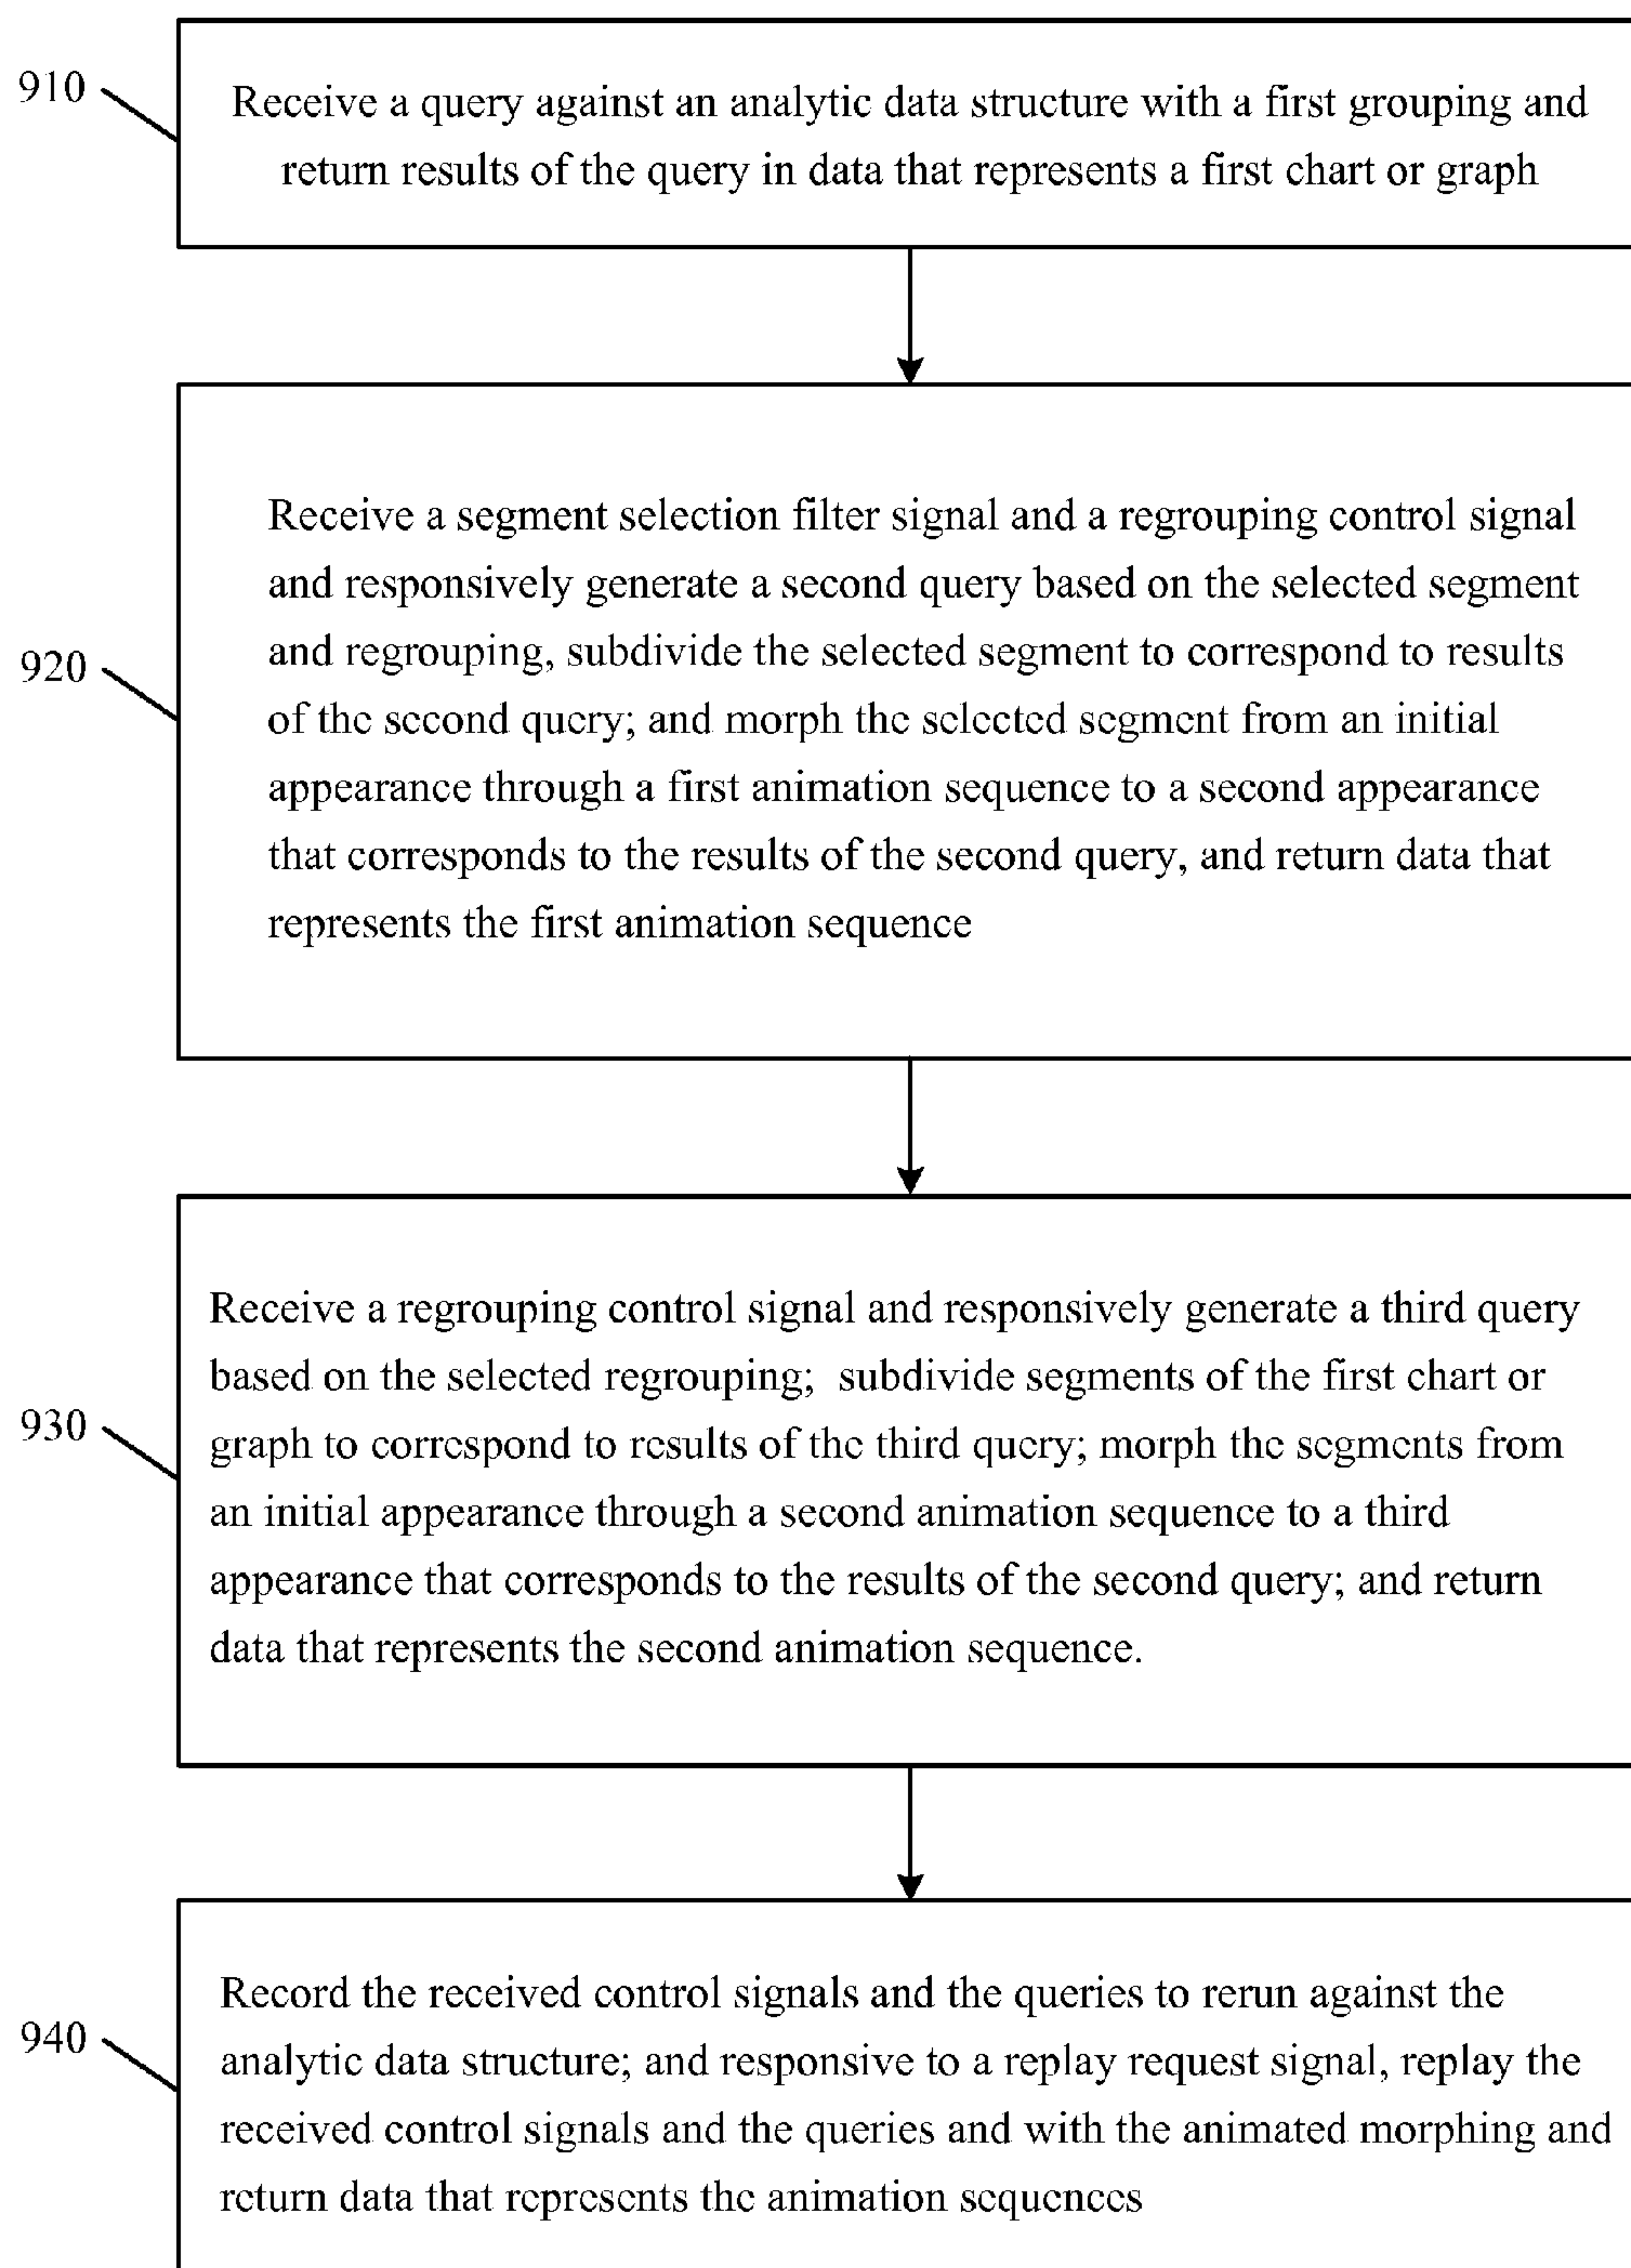 910
Receive a query against an analytic data structure with a first grouping and
return results of the query in data that represents a first chart or graph
920
Receive a segment selection filter signal and a regrouping control signal
and responsively generate a second query based on the selected segment
and regrouping, subdivide the selected segment to correspond to results
of the second query; and morph the selected segment from an initial
appearance through a first animation sequence to a second appearance
that corresponds to the results of the second query, and return data that
represents the first animation sequence
930
Receive a regrouping control signal and responsively generate a third query
based on the selected regrouping; subdivide segments of the first chart or
graph to correspond to results of the third query; morph the segments from
an initial appearance through a second animation sequence to a third
appearance that corresponds to the results of the second query; and return
data that represents the second animation sequence.
940
Record the received control signals and the queries to rerun against the
analytic data structure; and responsive to a replay request signal, replay the
received control signals and the queries and with the animated morphing and
return data that represents the animation sequences